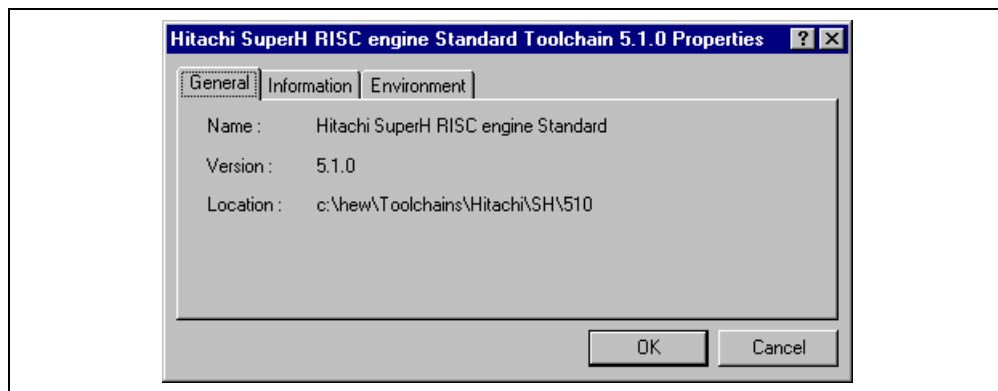 Hitachi SuperH RISC engine Standard Toolchain 5.1.0 Properties ? X
General Information Environment
Name : Hitachi SuperH RISC engine Standard
Version : 5.1.0
Location : c:\hew\Toolchains\Hitachi\SH\510
OK Cancel